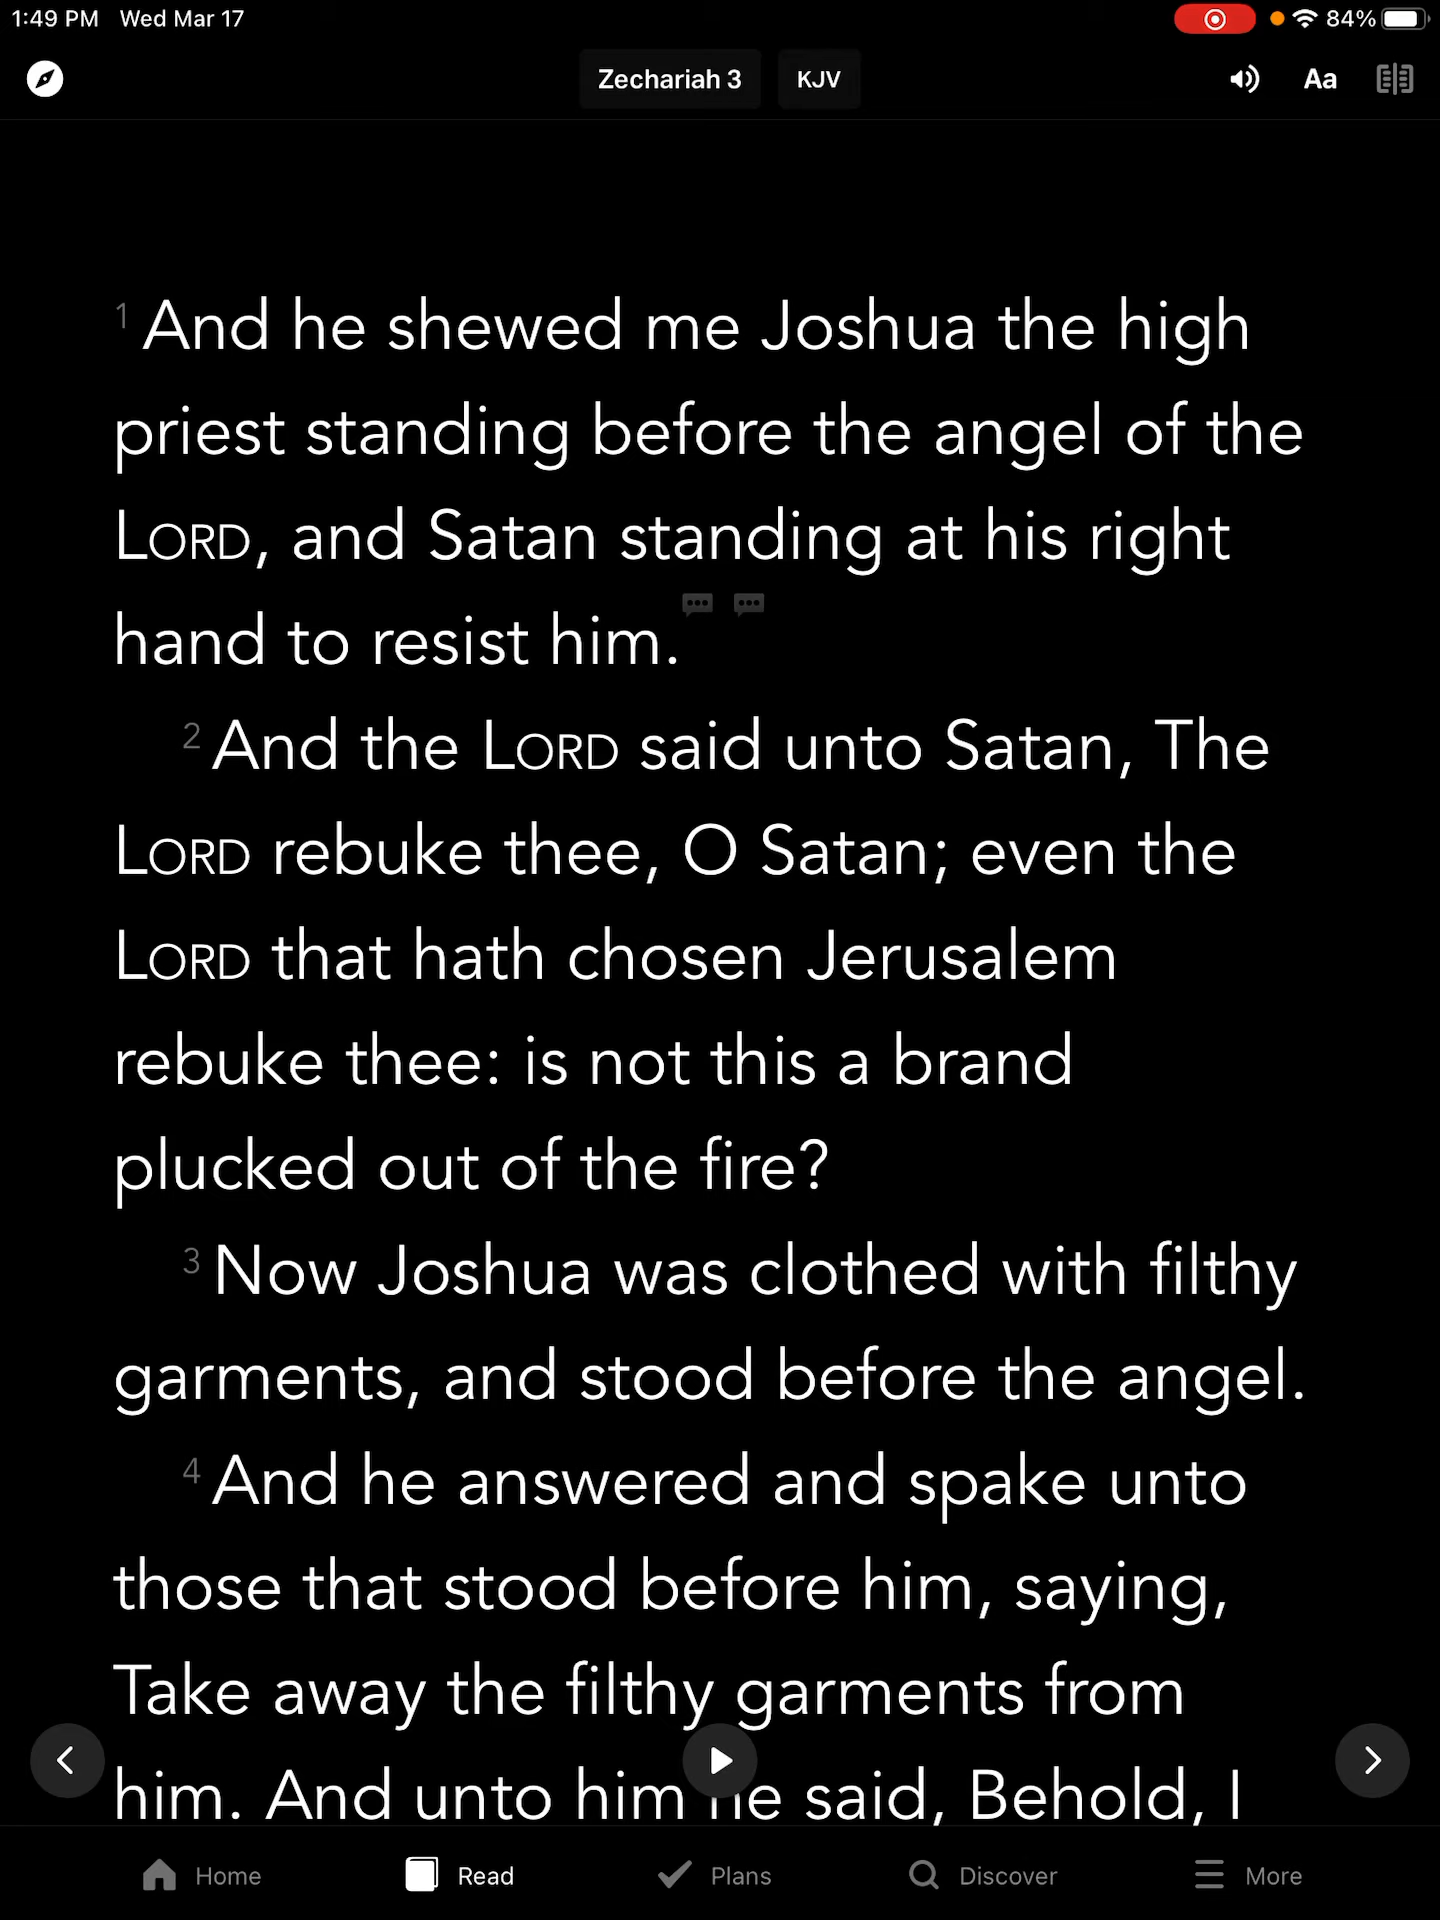 1:49 PM Wed Mar 17 84%
Zechariah 3 KJV Aa
1 And he shewed me Joshua the high
priest standing before the angel of the
LORD, and Satan standing at his right
hand to resist him.
2 And the LORD said unto Satan, The
LORD rebuke thee, O Satan; even the
LORD that hath chosen Jerusalem
rebuke thee: is not this a brand
plucked out of the fire?
3 Now Joshua was clothed with filthy
garments, and stood before the angel.
4 And he answered and spake unto
those that stood before him, saying,
Take away the filthy garments from
him. And unto him he said, Behold, I
Home Read Plans Discover More